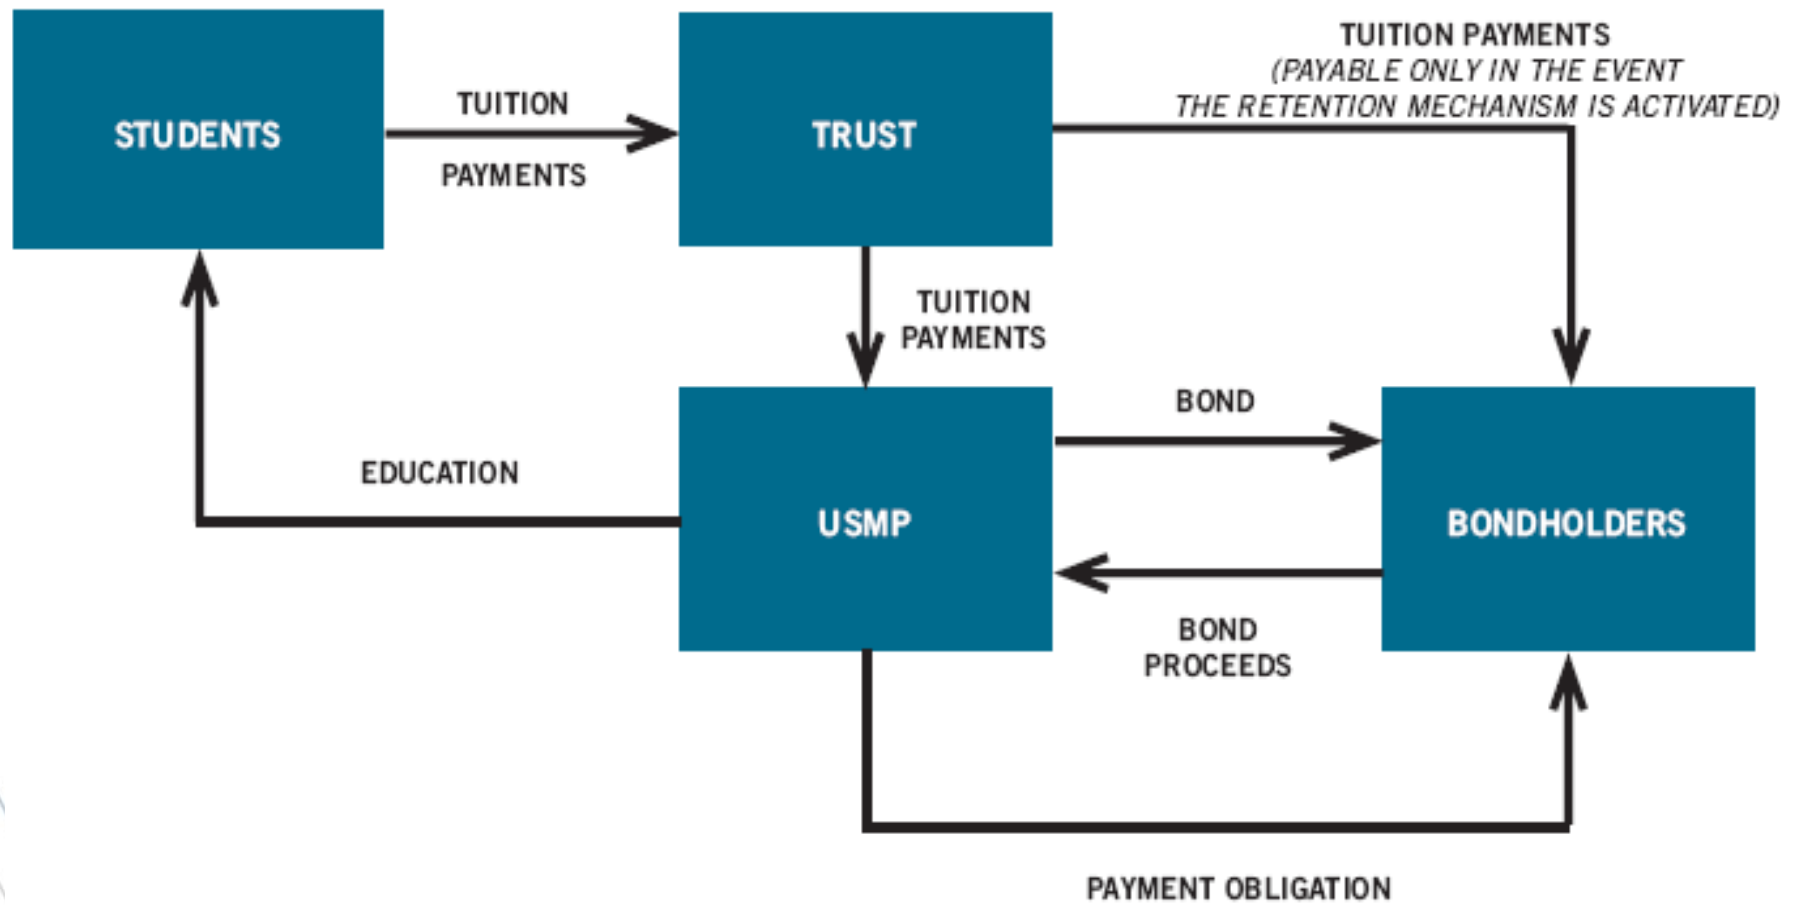 TUITION PAYMENTS
(PAYABLE ONLY IN THE EVENT
THE RETENTION MECHANISM IS ACTIVATED)
STUDENTS
TUITION
PAYMENTS
TRUST
TUITION
PAYMENTS
BOND
EDUCATION
USMP
BONDHOLDERS
BOND
PROCEEDS
PAYMENT OBLIGATION